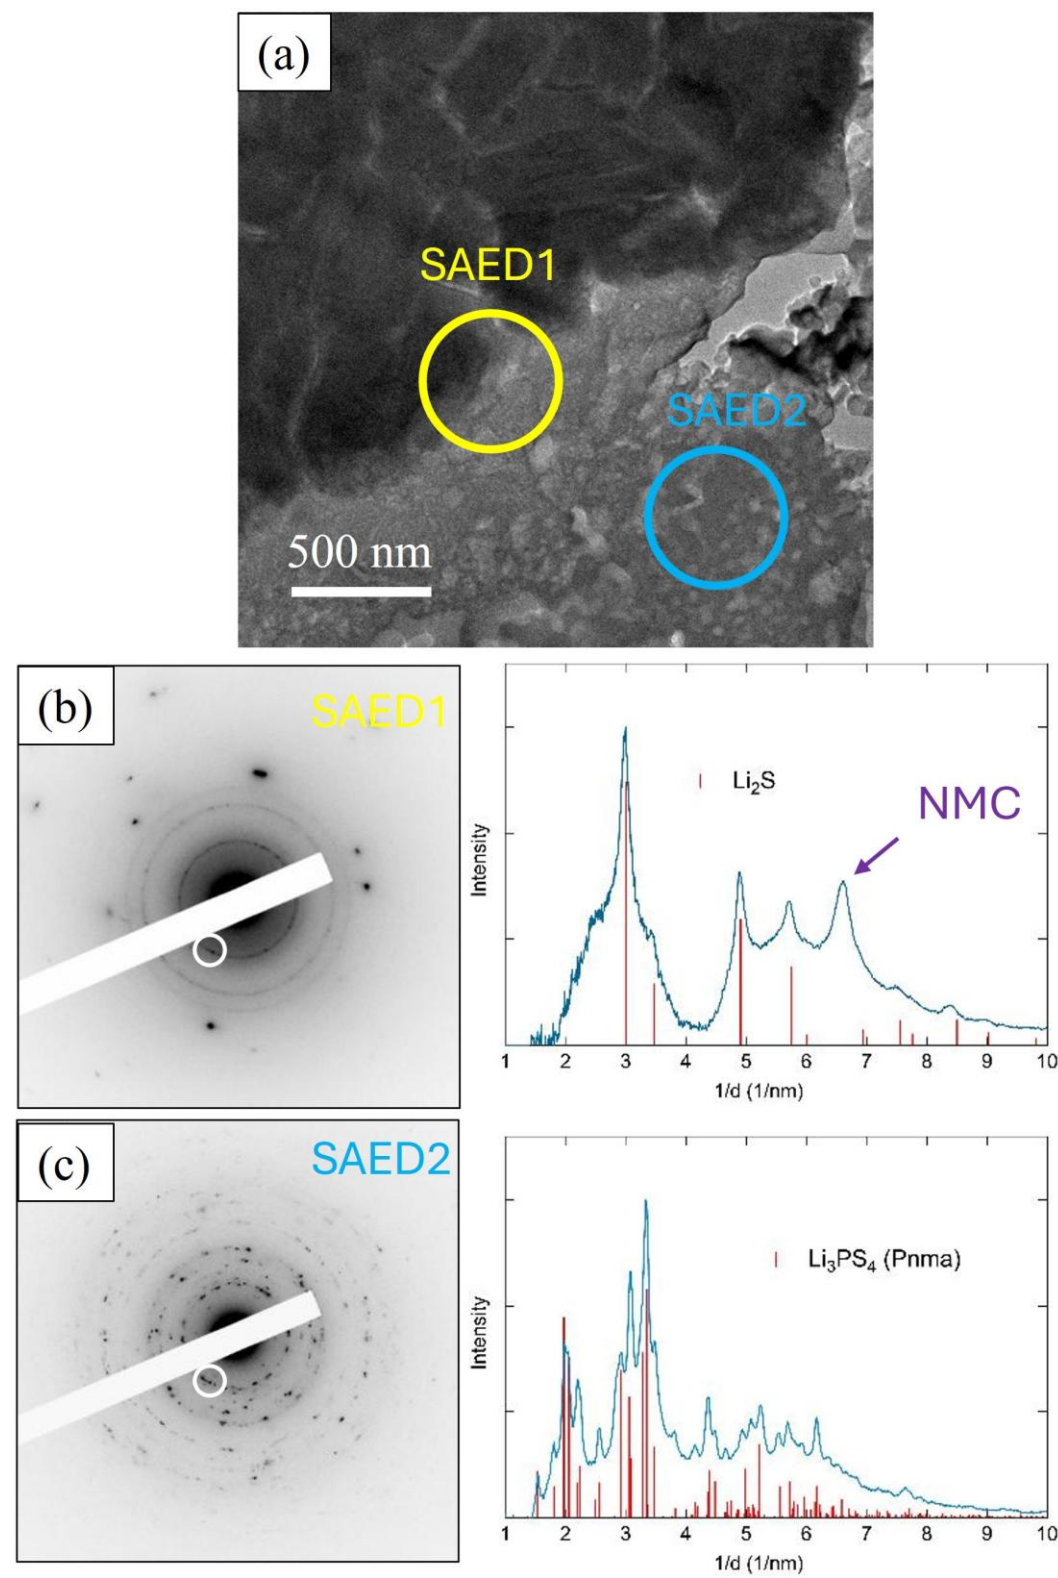 (a)
SAED1
SAED2
500 nm
(b)
SAED1
Li₂S
NMC
Intensity
1 2 3 4 5 6 7 8 9 10
1/d (1/nm)
(c)
SAED2
Li₃PS₄ (Pnma)
Intensity
1 2 3 4 5 6 7 8 9 10
1/d (1/nm)